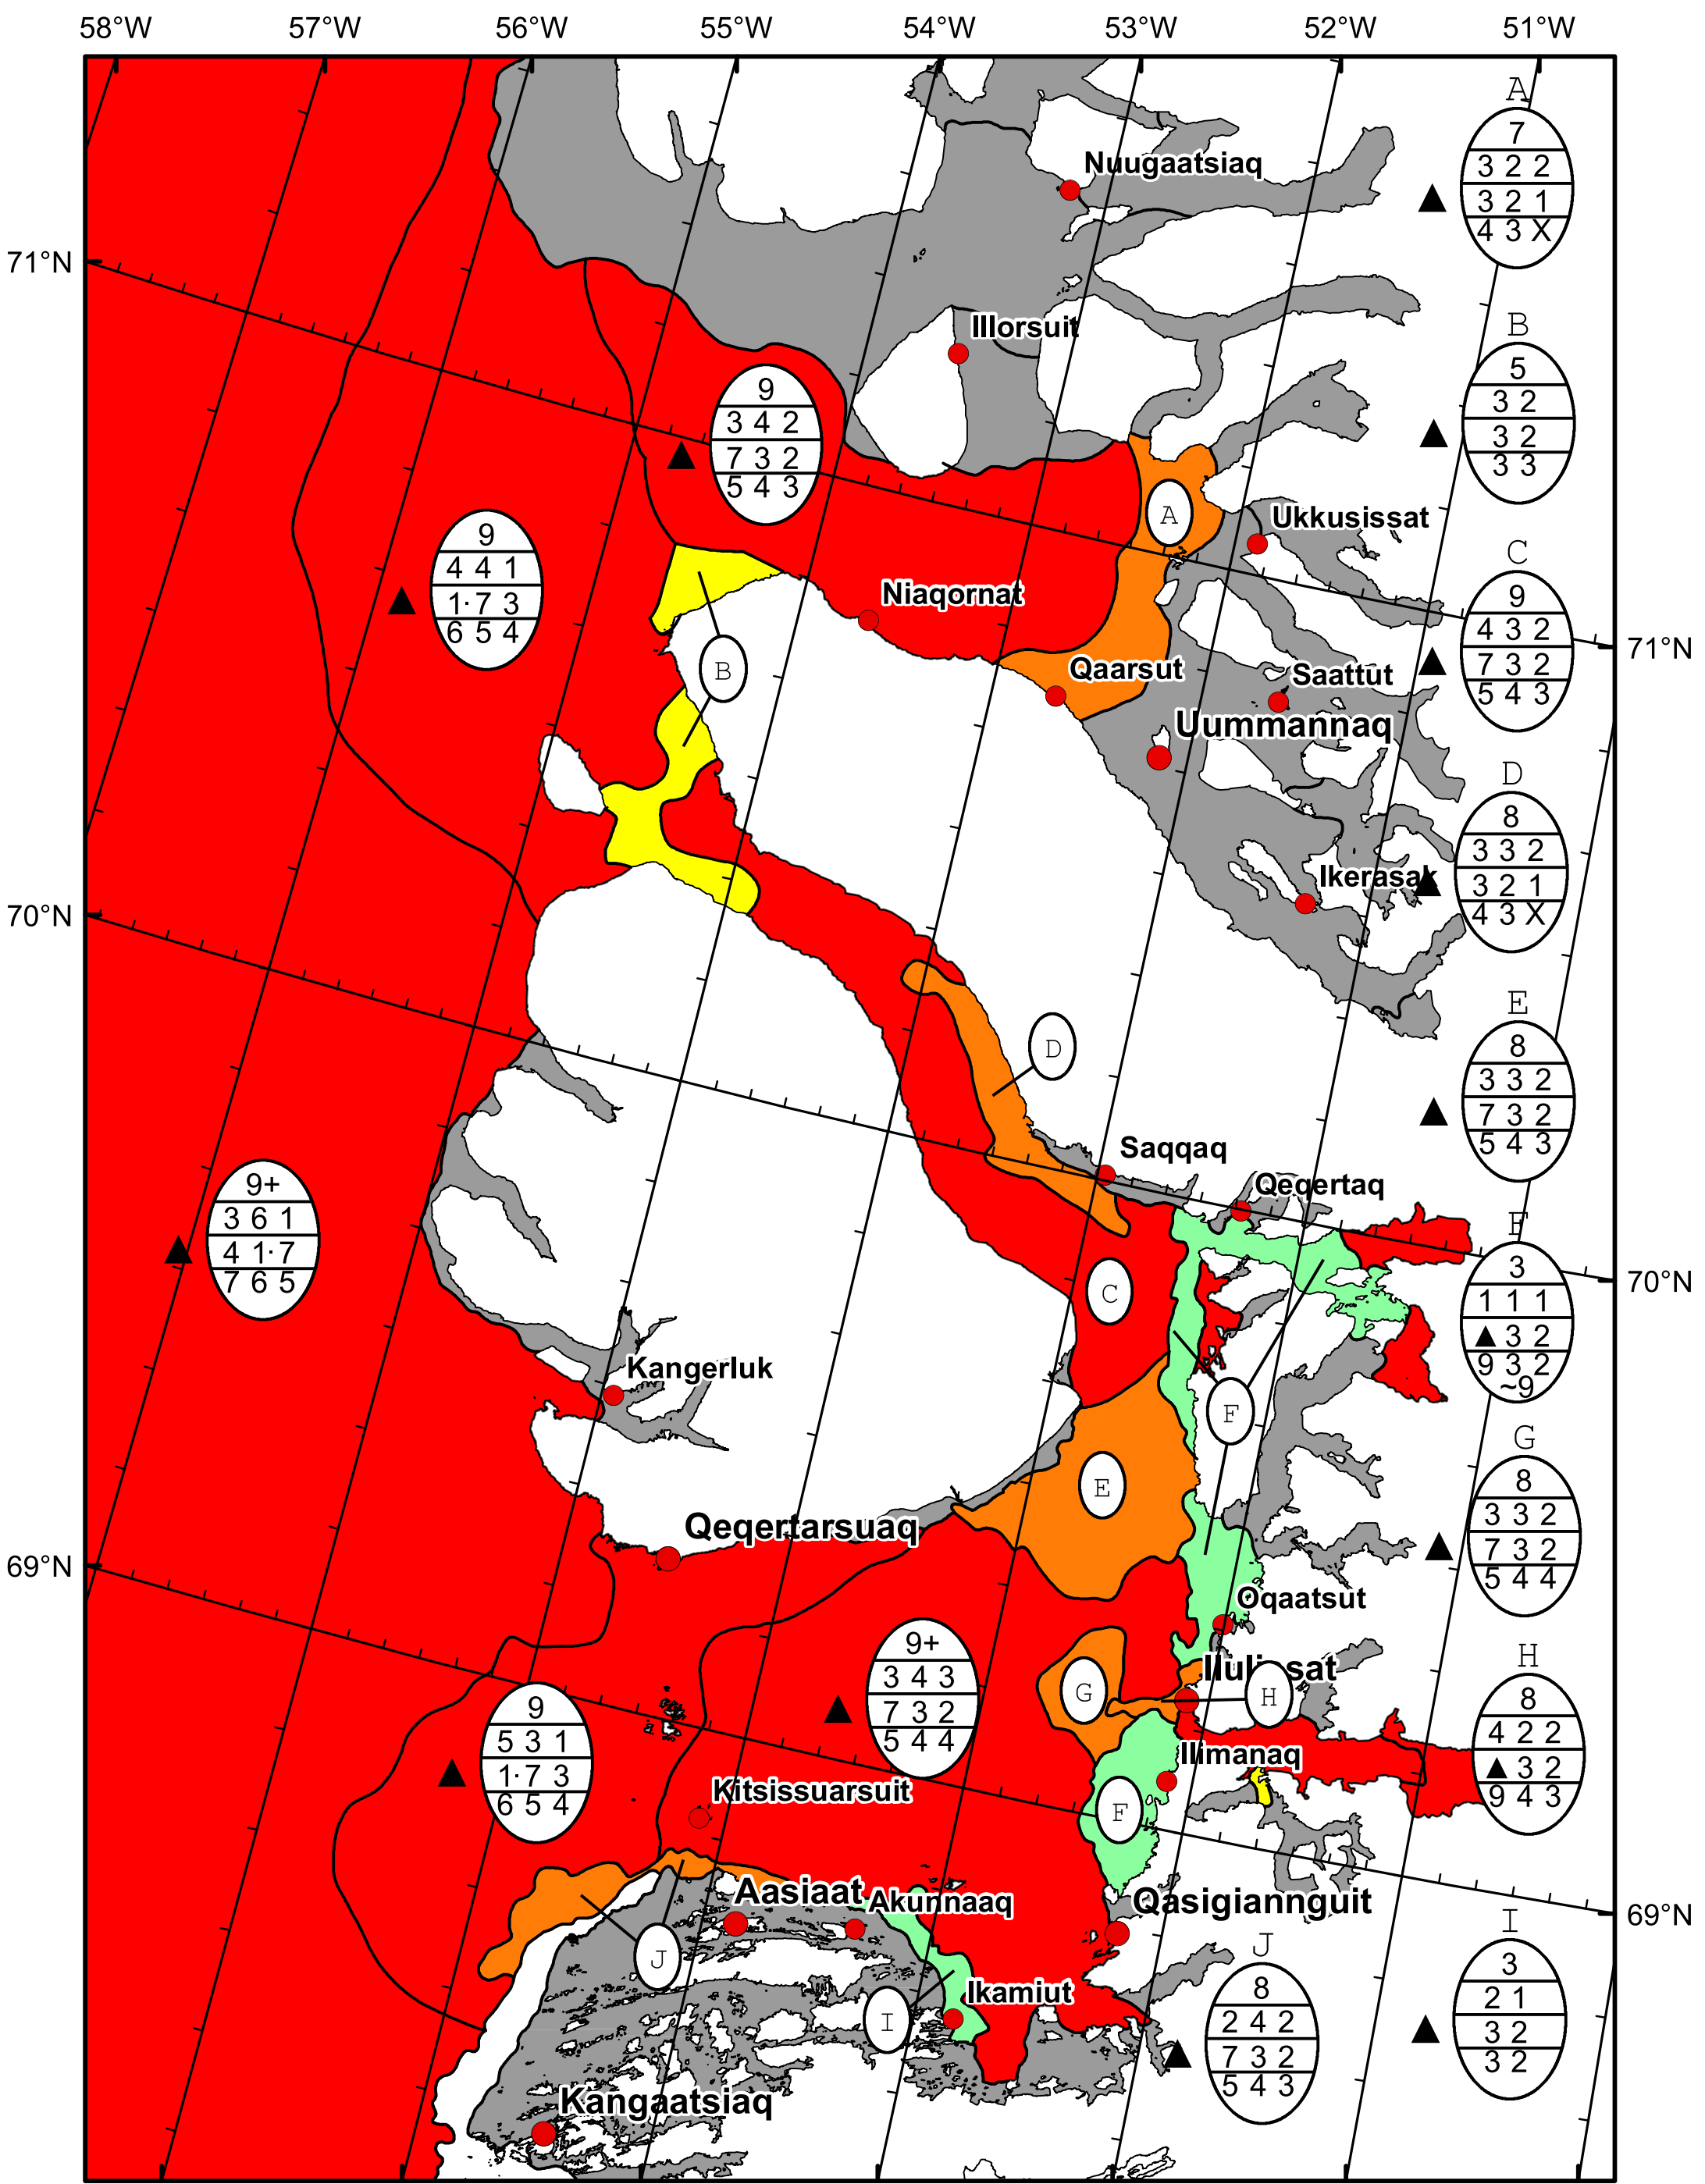 58°W 57°W 56°W 55°W 54°W 53°W 52°W 51°W
A
7
3 2 2
3 2 1
4 3 X
Nuugaatsiaq
71°N
Illorsuit
B
5
3 2
3 2
3 3
9
3 4 2
7 3 2
5 4 3
A
Ukkusissat
9
4 4 1
1· 7 3
6 5 4
C
9
4 3 2
7 3 2
5 4 3
Niaqornat
71°N
B
Qaarsut
Saattut
Uummannaq
D
8
3 3 2
3 2 1
4 3 X
Ikerasak
70°N
E
8
3 3 2
7 3 2
5 4 3
D
Saqqaq
Qeqertaq
9+
3 6 1
4 1· 7
7 6 5
F
3
1 1 1
▲ 3 2
9 3 2
~9
70°N
C
Kangerluk
F
G
8
3 3 2
7 3 2
5 4 4
E
69°N
Qeqertarsuaq
Oqaatsut
9+
3 4 3
7 3 2
5 4 4
Ilulissat
G
H
H
8
4 2 2
▲ 3 2
9 4 3
9
5 3 1
1· 7 3
6 5 4
Ilimanaq
Kitsissuarsuit
F
Aasiaat
Akunnaaq
Qasigiannguit
69°N
J
J
8
2 4 2
7 3 2
5 4 3
I
3
2 1
3 2
3 2
Ikamiut
I
Kangaatsiaq